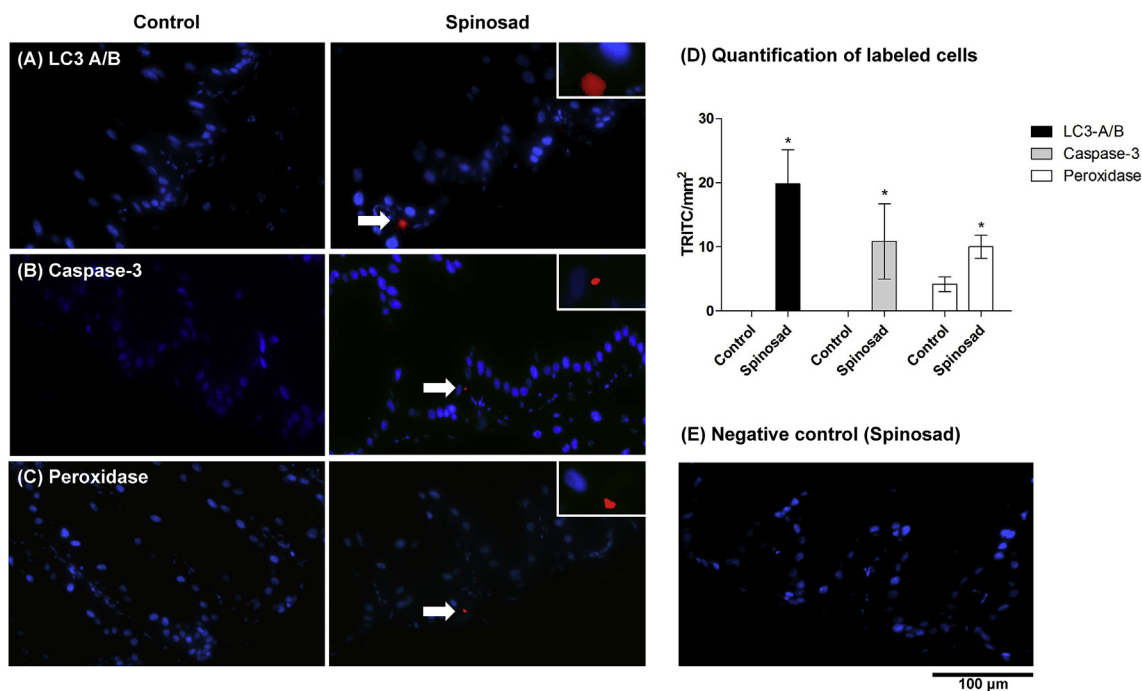 Control
Spinosad
(A) LC3 A/B
(B) Caspase-3
(C) Peroxidase
(D) Quantification of labeled cells
TRITC/mm²
30
20
10
0
*
*
*
Control
Spinosad
Control
Spinosad
Control
Spinosad
LC3-A/B
Caspase-3
Peroxidase
(E) Negative control (Spinosad)
100 µm